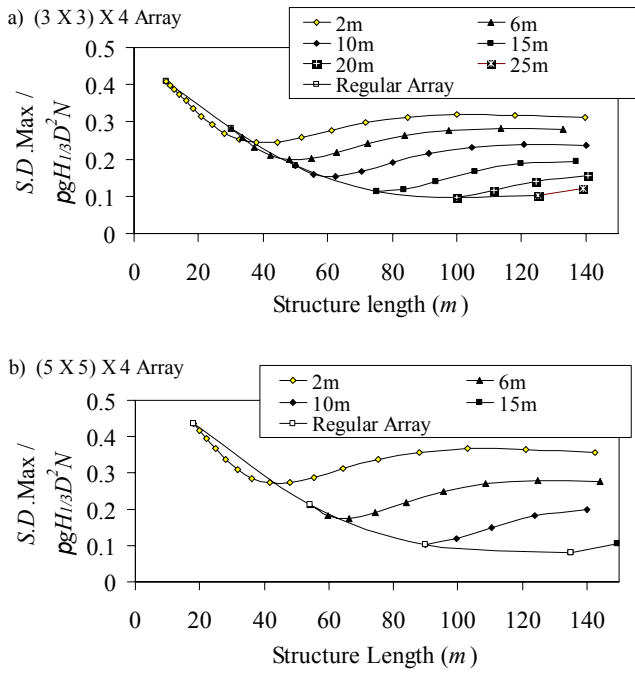 a) (3 X 3) X 4 Array
2m 6m
10m 15m
20m 25m
Regular Array
S.D .Max /
pgH1/3D2N
0.5
0.4
0.3
0.2
0.1
0
0 20 40 60 80 100 120 140
Structure length (m)
b) (5 X 5) X 4 Array
2m 6m
10m 15m
Regular Array
S.D .Max /
pgH1/3D2N
0.5
0.4
0.3
0.2
0.1
0
0 20 40 60 80 100 120 140
Structure Length (m)